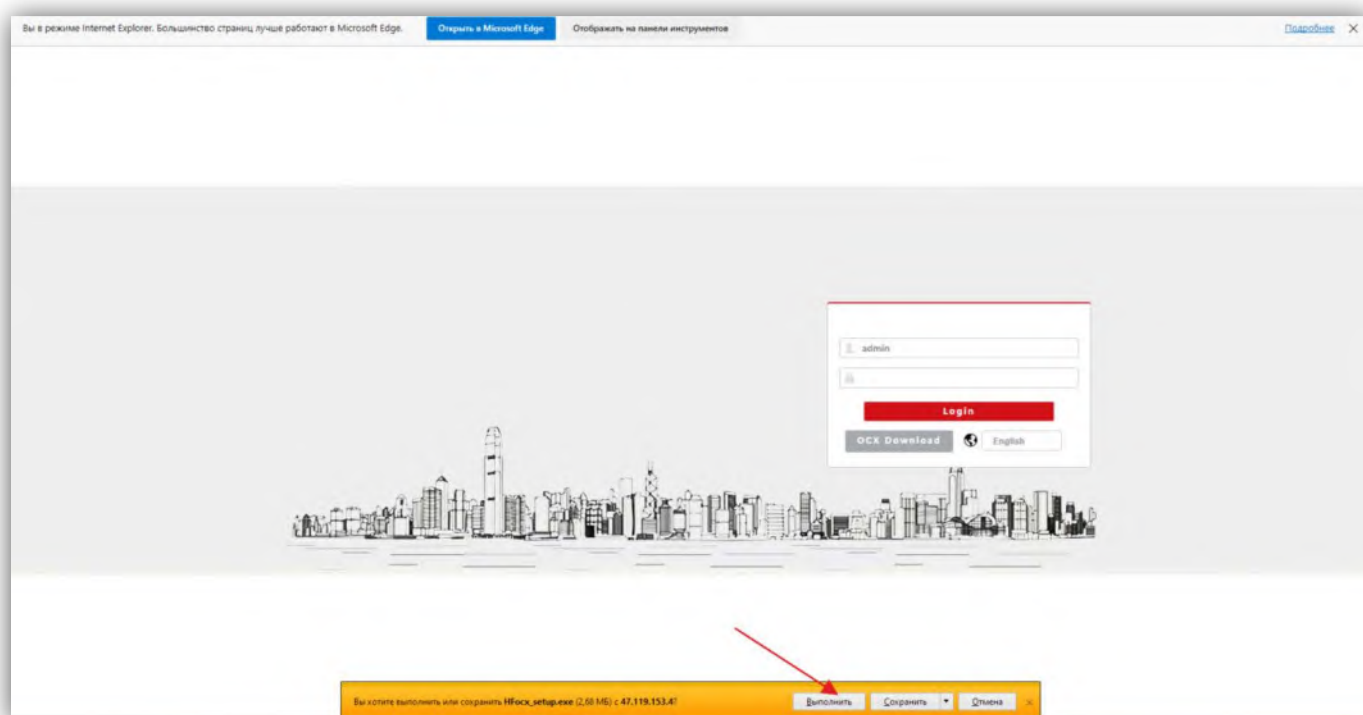 Вы в режиме Internet Explorer. Большинство страниц лучше работают в Microsoft Edge. Открыть в Microsoft Edge Отображать на панели инструментов Подробнее
admin
Login
OCX Download English
Вы хотите выполнить или сохранить HFocx_setup.exe (2,68 МБ) с 47.119.153.4? Выполнить Сохранить Отмена